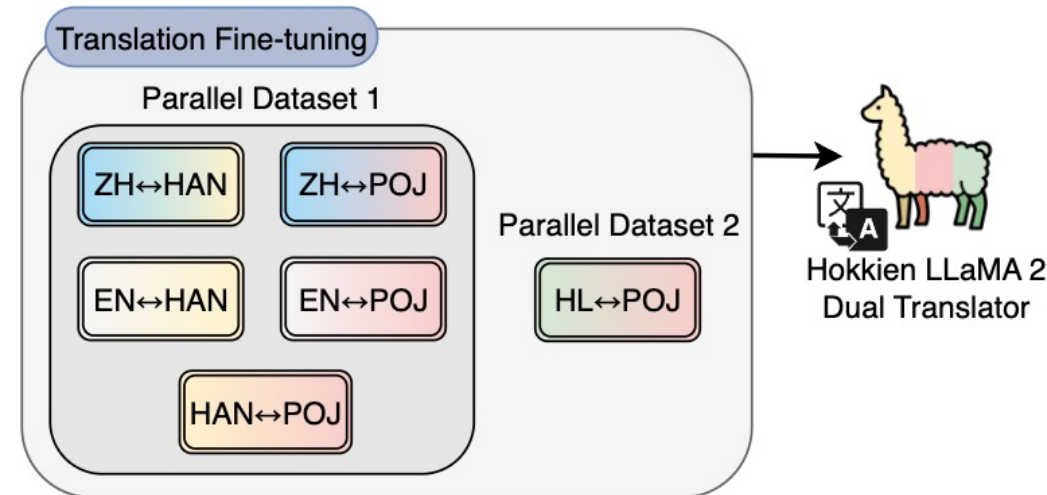 Translation Fine-tuning
Parallel Dataset 1
ZH↔HAN
ZH↔POJ
EN↔HAN
EN↔POJ
HAN↔POJ
Parallel Dataset 2
HL↔POJ
文
A
Hokkien LLaMA 2
Dual Translator